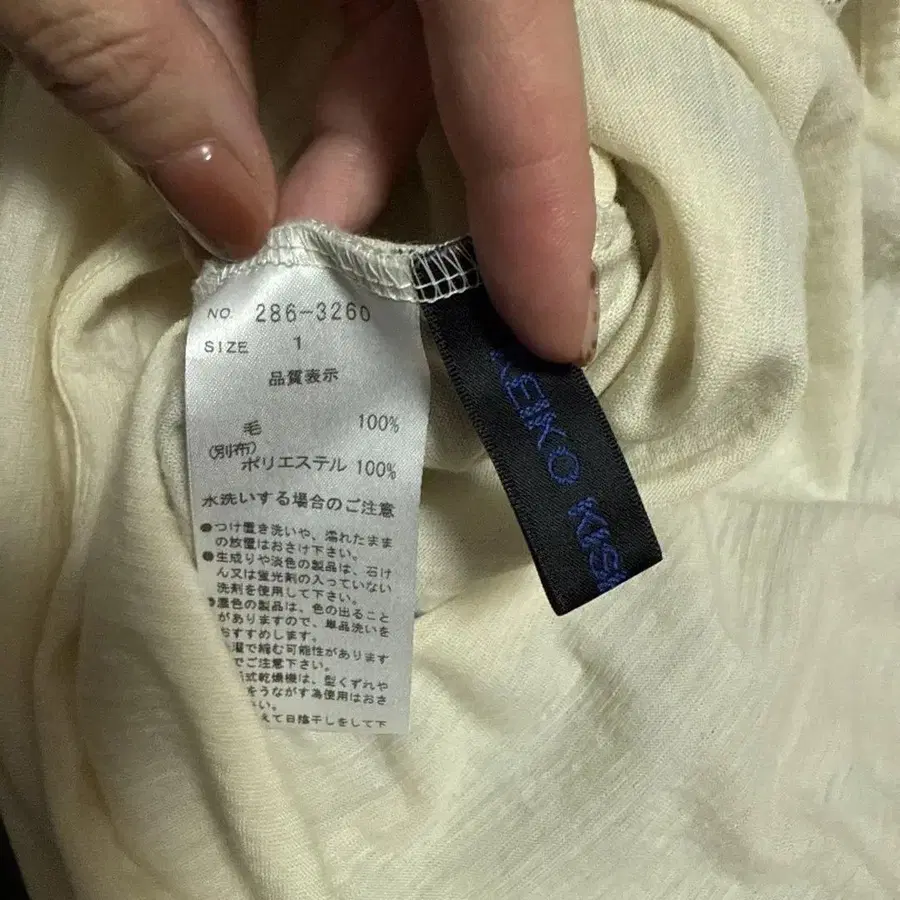 NO. 286-3260
SIZE 1
品質表示
毛 100%
(別布)
ポリエステル 100%
水洗いする場合のご注意
●つけ置き洗いや、濡れたまま
の放置はおさけ下さい。
●生成りや淡色の製品は、石け
ん又は蛍光剤の入っていない
洗剤を使用して下さい。
●濃色の製品は、色の出ること
がありますので、単品洗いを
おすすめします。
濯で縮む可能性があります
でご注意下さい。
式乾燥機は、型くずれや
をうながす為使用はおさ
い。
えて日陰干しをして下
KEIKO KIS